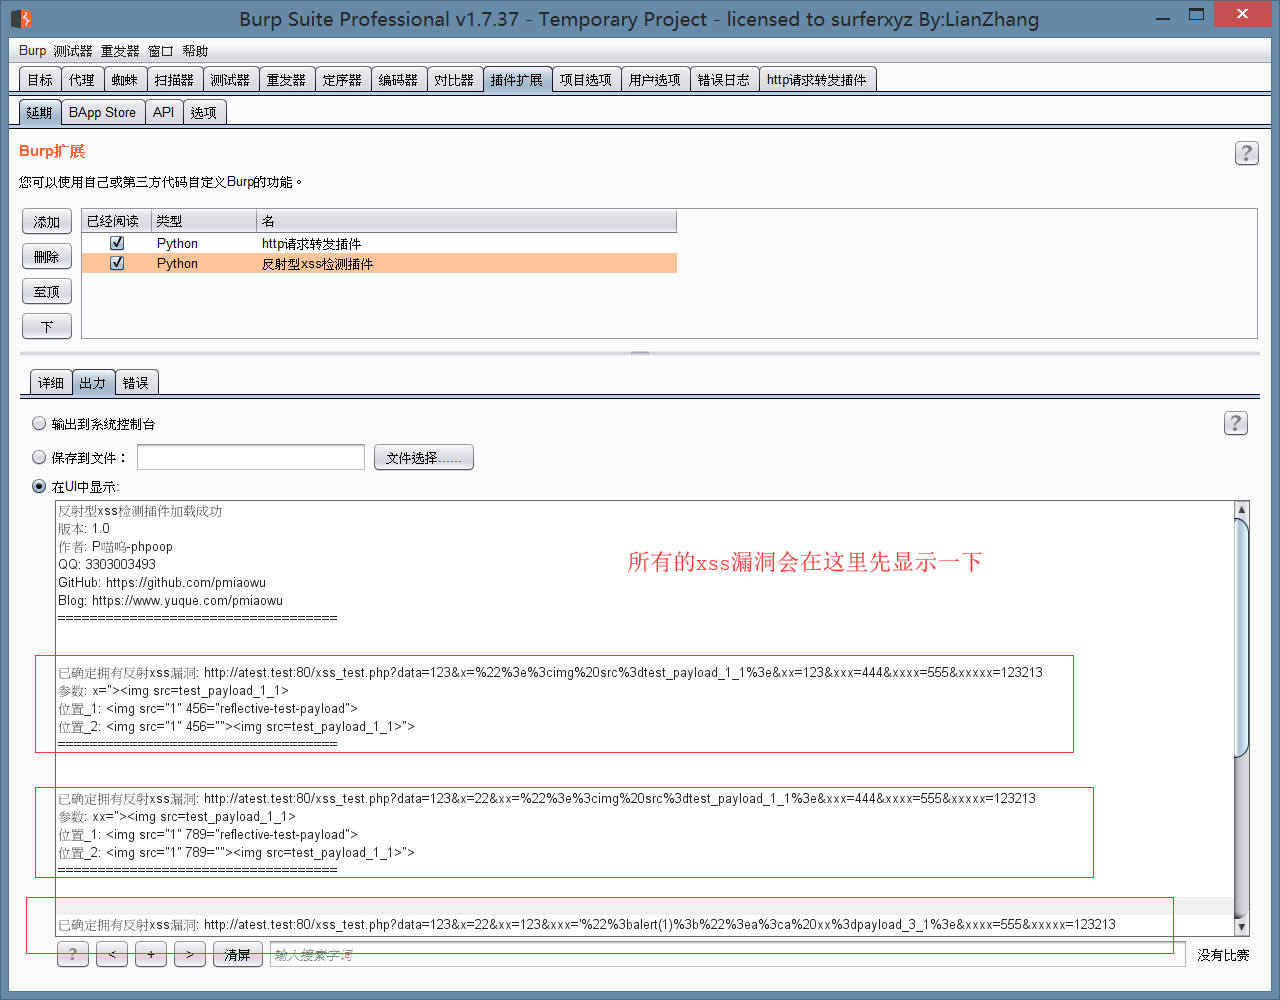 Burp Suite Professional v1.7.37 - Temporary Project - licensed to surferxyz By:LianZhang
Burp 测试器 重发器 窗口 帮助
目标 代理 蜘蛛 扫描器 测试器 重发器 定序器 编码器 对比器 插件扩展 项目选项 用户选项 错误日志 http请求转发插件
延期 BApp Store API 选项
Burp扩展
?
您可以使用自己或第三方代码自定义Burp的功能。
添加
删除
至顶
下
已经阅读 类型 名
Python http请求转发插件
Python 反射型xss检测插件
详细 出力 错误
输出到系统控制台
?
保存到文件： 文件选择......
在UI中显示:
反射型xss检测插件加载成功
版本: 1.0
作者: P喵呜-phpoop
QQ: 3303003493
GitHub: https://github.com/pmiaowu
Blog: https://www.yuque.com/pmiaowu
===================================
所有的xss漏洞会在这里先显示一下
已确定拥有反射xss漏洞: http://atest.test:80/xss_test.php?data=123&x=%22%3e%3cimg%20src%3dtest_payload_1_1%3e&xx=123&xxx=444&xxxx=555&xxxxx=123213
参数: x="><img src=test_payload_1_1>
位置_1: <img src="1" 456="reflective-test-payload">
位置_2: <img src="1" 456=""><img src=test_payload_1_1>">
===================================
已确定拥有反射xss漏洞: http://atest.test:80/xss_test.php?data=123&x=22&xx=%22%3e%3cimg%20src%3dtest_payload_1_1%3e&xxx=444&xxxx=555&xxxxx=123213
参数: xx="><img src=test_payload_1_1>
位置_1: <img src="1" 789="reflective-test-payload">
位置_2: <img src="1" 789=""><img src=test_payload_1_1>">
===================================
已确定拥有反射xss漏洞: http://atest.test:80/xss_test.php?data=123&x=22&xx=123&xxx='%22%3balert(1)%3b%22%3ea%3ca%20xx%3dpayload_3_1%3e&xxxx=555&xxxxx=123213
? < + > 清屏 输入搜素字词 没有比赛